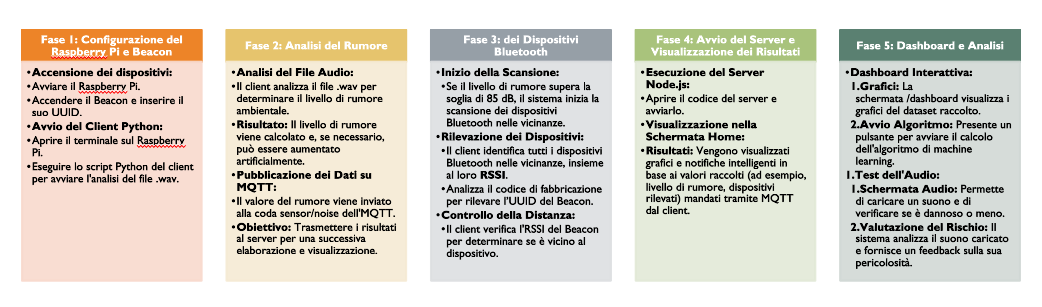 Fase 1: Configurazione del
Raspberry Pi e Beacon
•Accensione dei dispositivi:
•Avviare il Raspberry Pi.
•Accendere il Beacon e inserire il
suo UUID.
•Avvio del Client Python:
•Aprire il terminale sul Raspberry
Pi.
•Eseguire lo script Python del client
per avviare l'analisi del file .wav.
Fase 2: Analisi del Rumore
•Analisi del File Audio:
•Il client analizza il file .wav per
determinare il livello di rumore
ambientale.
•Risultato: Il livello di rumore
viene calcolato e, se necessario,
può essere aumentato
artificialmente.
•Pubblicazione dei Dati su
MQTT:
•Il valore del rumore viene inviato
alla coda sensor/noise dell'MQTT.
•Obiettivo: Trasmettere i risultati
al server per una successiva
elaborazione e visualizzazione.
Fase 3: dei Dispositivi
Bluetooth
•Inizio della Scansione:
•Se il livello di rumore supera la
soglia di 85 dB, il sistema inizia la
scansione dei dispositivi
Bluetooth nelle vicinanze.
•Rilevazione dei Dispositivi:
•Il client identifica tutti i dispositivi
Bluetooth nelle vicinanze, insieme
al loro RSSI.
•Analizza il codice di fabbricazione
per rilevare l'UUID del Beacon.
•Controllo della Distanza:
•Il client verifica l'RSSI del Beacon
per determinare se è vicino al
dispositivo.
Fase 4: Avvio del Server e
Visualizzazione dei Risultati
•Esecuzione del Server
Node.js:
•Aprire il codice del server e
avviarlo.
•Visualizzazione nella
Schermata Home:
•Risultati: Vengono visualizzati
grafici e notifiche intelligenti in
base ai valori raccolti (ad esempio,
livello di rumore, dispositivi
rilevati) mandati tramite MQTT
dal client.
Fase 5: Dashboard e Analisi
•Dashboard Interattiva:
1.Grafici: La
schermata /dashboard visualizza i
grafici del dataset raccolto.
2.Avvio Algoritmo: Presente un
pulsante per avviare il calcolo
dell'algoritmo di machine
learning.
1.Test dell'Audio:
1.Schermata Audio: Permette
di caricare un suono e di
verificare se è dannoso o meno.
2.Valutazione del Rischio: Il
sistema analizza il suono caricato
e fornisce un feedback sulla sua
pericolosità.